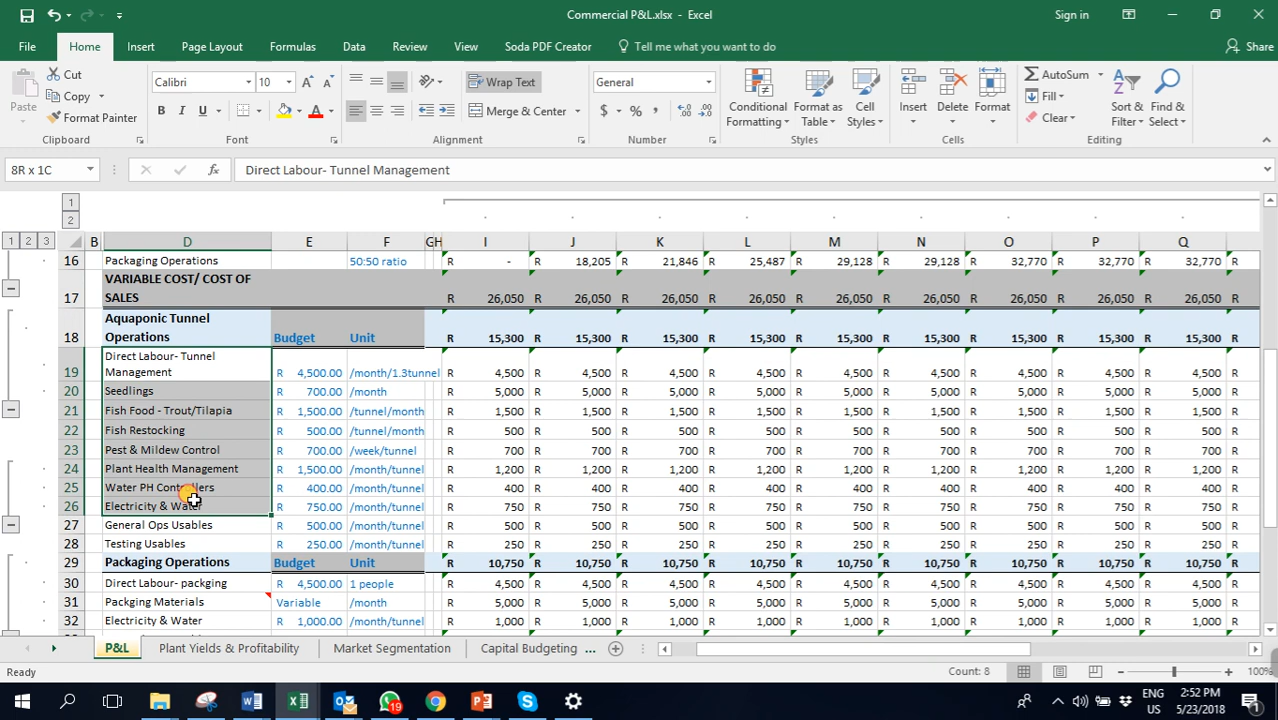 Commercial P&L.xlsx - Excel
Sign in
File Home Insert Page Layout Formulas Data Review View Soda PDF Creator Tell me what you want to do Share
Paste
Cut
Copy
Format Painter
Calibri 10
B I U
A A
Wrap Text
Merge & Center
General
$ % ,
Conditional Formatting
Format as Table
Cell Styles
Insert
Delete
Format
AutoSum
Fill
Clear
Sort & Filter
Find & Select
Clipboard Font Alignment Number Styles Cells Editing
8R x 1C fx Direct Labour- Tunnel Management
1
2
1 2 3 B D E F G H I J K L M N O P Q
16 Packaging Operations 50:50 ratio R - R 18,205 R 21,846 R 25,487 R 29,128 R 29,128 R 32,770 R 32,770 R 32,770 R
VARIABLE COST/ COST OF
17 SALES R 26,050 R 26,050 R 26,050 R 26,050 R 26,050 R 26,050 R 26,050 R 26,050 R 26,050 R
Aquaponic Tunnel
18 Operations Budget Unit R 15,300 R 15,300 R 15,300 R 15,300 R 15,300 R 15,300 R 15,300 R 15,300 R 15,300 R
Direct Labour- Tunnel
19 Management R 4,500.00 /month/1.3tunnel R 4,500 R 4,500 R 4,500 R 4,500 R 4,500 R 4,500 R 4,500 R 4,500 R 4,500 R
20 Seedlings R 700.00 /month R 5,000 R 5,000 R 5,000 R 5,000 R 5,000 R 5,000 R 5,000 R 5,000 R 5,000 R
21 Fish Food - Trout/Tilapia R 1,500.00 /tunnel/month R 1,500 R 1,500 R 1,500 R 1,500 R 1,500 R 1,500 R 1,500 R 1,500 R 1,500 R
22 Fish Restocking R 500.00 /tunnel/month R 500 R 500 R 500 R 500 R 500 R 500 R 500 R 500 R 500 R
23 Pest & Mildew Control R 700.00 /week/tunnel R 700 R 700 R 700 R 700 R 700 R 700 R 700 R 700 R 700 R
24 Plant Health Management R 1,500.00 /month/tunnel R 1,200 R 1,200 R 1,200 R 1,200 R 1,200 R 1,200 R 1,200 R 1,200 R 1,200 R
25 Water PH Controllers R 400.00 /month/tunnel R 400 R 400 R 400 R 400 R 400 R 400 R 400 R 400 R 400 R
26 Electricity & Water R 750.00 /month/tunnel R 750 R 750 R 750 R 750 R 750 R 750 R 750 R 750 R 750 R
27 General Ops Usables R 500.00 /month/tunnel R 500 R 500 R 500 R 500 R 500 R 500 R 500 R 500 R 500 R
28 Testing Usables R 250.00 /month/tunnel R 250 R 250 R 250 R 250 R 250 R 250 R 250 R 250 R 250 R
29 Packaging Operations Budget Unit R 10,750 R 10,750 R 10,750 R 10,750 R 10,750 R 10,750 R 10,750 R 10,750 R 10,750 R
30 Direct Labour- packging R 4,500.00 1 people R 4,500 R 4,500 R 4,500 R 4,500 R 4,500 R 4,500 R 4,500 R 4,500 R 4,500 R
31 Packging Materials Variable /month R 5,000 R 5,000 R 5,000 R 5,000 R 5,000 R 5,000 R 5,000 R 5,000 R 5,000 R
32 Electricity & Water R 1,000.00 /month/tunnel R 1,000 R 1,000 R 1,000 R 1,000 R 1,000 R 1,000 R 1,000 R 1,000 R 1,000 R
P&L Plant Yields & Profitability Market Segmentation Capital Budgeting ...
Ready Count: 8 100%
19
ENG 2:52 PM
US 5/23/2018
1